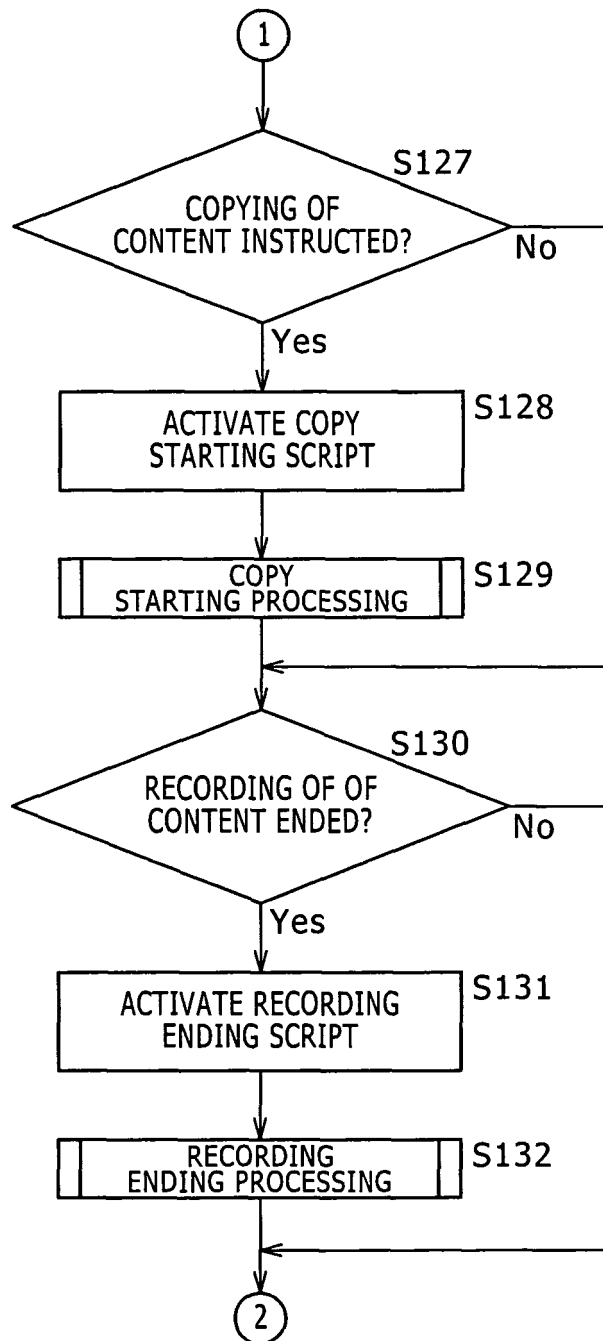 1
S127
COPYING OF
CONTENT INSTRUCTED?
No
Yes
S128
ACTIVATE COPY
STARTING SCRIPT
COPY
STARTING PROCESSING
S129
S130
RECORDING OF OF
CONTENT ENDED?
No
Yes
S131
ACTIVATE RECORDING
ENDING SCRIPT
RECORDING
ENDING PROCESSING
S132
2